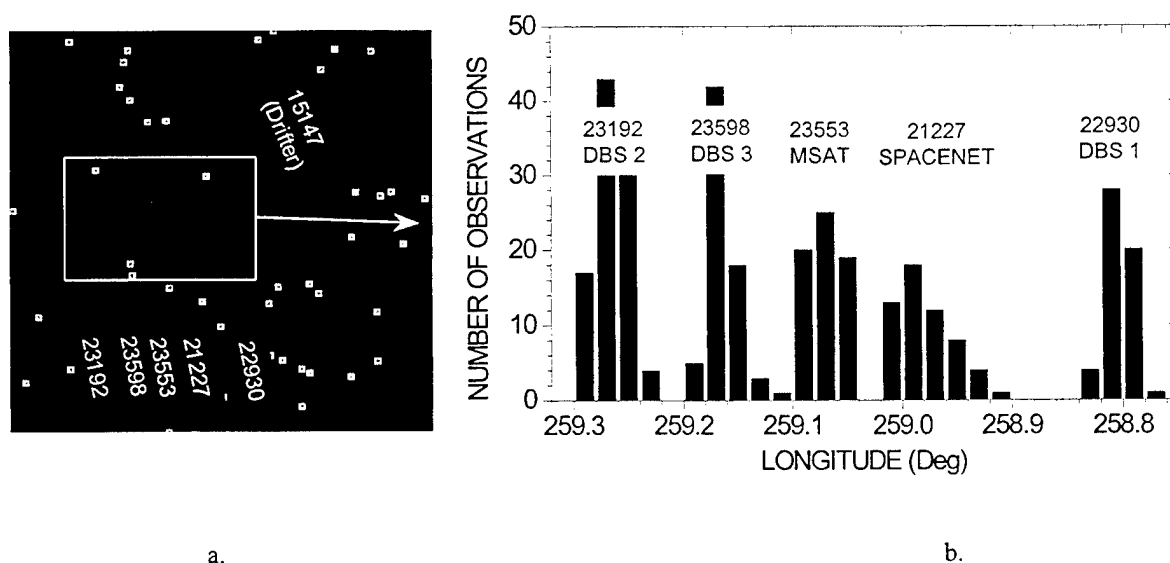 15147
(Drifter)
23192
23598
23553
21227
22930
NUMBER OF OBSERVATIONS
50
40
30
20
10
0
23192
DBS 2
23598
DBS 3
23553
MSAT
21227
SPACENET
22930
DBS 1
259.3 259.2 259.1 259.0 258.9 258.8
LONGITUDE (Deg)
a. b.